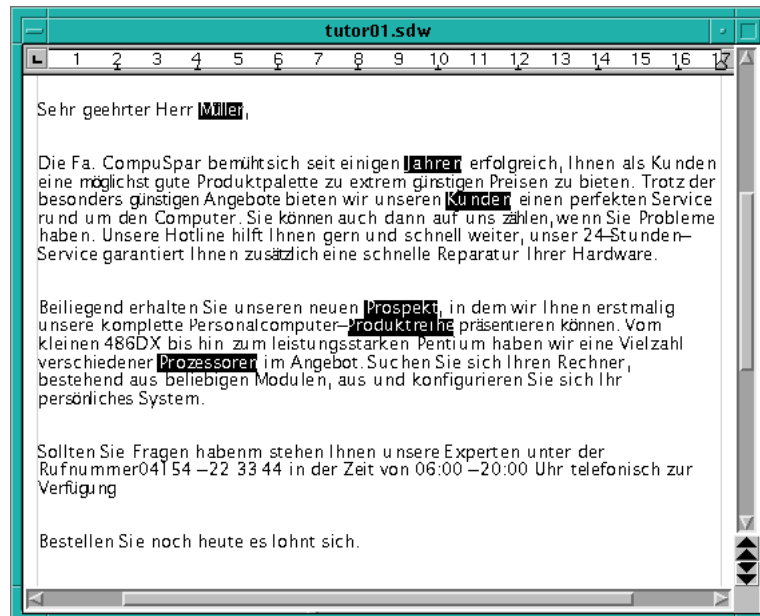 tutor01.sdw
1 2 3 4 5 6 7 8 9 10 11 12 13 14 15 16 17
Sehr geehrter Herr Müller,
Die Fa. CompuSpar bemüht sich seit einigen Jahren erfolgreich, Ihnen als Kunden
eine möglichst gute Produktpalette zu extrem günstigen Preisen zu bieten. Trotz der
besonders günstigen Angebote bieten wir unseren Kunden einen perfekten Service
rund um den Computer. Sie können auch dann auf uns zählen, wenn Sie Probleme
haben. Unsere Hotline hilft Ihnen gern und schnell weiter, unser 24-Stunden-
Service garantiert Ihnen zusätzlich eine schnelle Reparatur Ihrer Hardware.
Beiliegend erhalten Sie unseren neuen Prospekt, in dem wir Ihnen erstmalig
unsere komplette Personalcomputer-Produktreihe präsentieren können. Vom
kleinen 486DX bis hin zum leistungsstarken Pentium haben wir eine Vielzahl
verschiedener Prozessoren im Angebot. Suchen Sie sich Ihren Rechner,
bestehend aus beliebigen Modulen, aus und konfigurieren Sie sich Ihr
persönliches System.
Sollten Sie Fragen habenm stehen Ihnen unsere Experten unter der
Rufnummer04154 -22 33 44 in der Zeit von 06:00 -20:00 Uhr telefonisch zur
Verfügung
Bestellen Sie noch heute es lohnt sich.